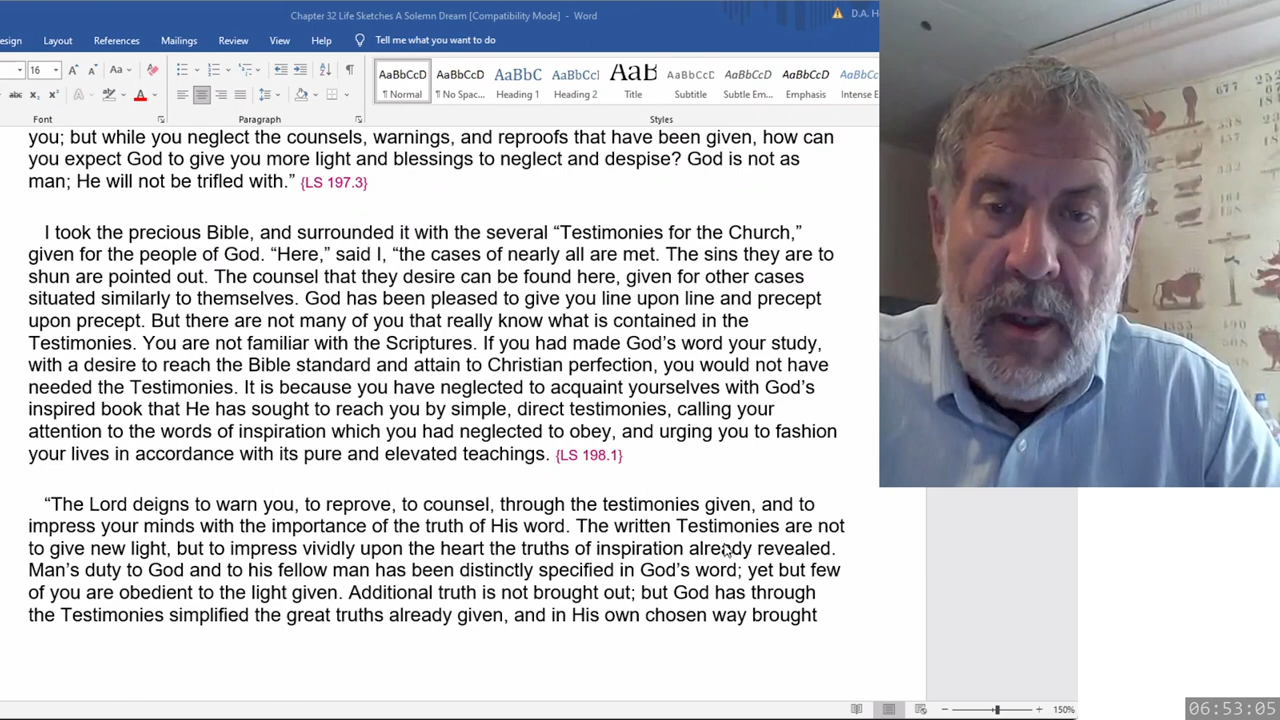 Chapter 32 Life Sketches A Solemn Dream [Compatibility Mode] - Word
D.A. H
esign Layout References Mailings Review View Help Tell me what you want to do
16 Aa
AaBbCcD AaBbCcD AaBbC AaBbCc AaB AaBbCcD AaBbCcD AaBbCcD AaBbCc
¶ Normal ¶ No Spac... Heading 1 Heading 2 Title Subtitle Subtle Em... Emphasis Intense E
Font Paragraph Styles
you; but while you neglect the counsels, warnings, and reproofs that have been given, how can
you expect God to give you more light and blessings to neglect and despise? God is not as
man; He will not be trifled with.” {LS 197.3}
I took the precious Bible, and surrounded it with the several “Testimonies for the Church,”
given for the people of God. “Here,” said I, “the cases of nearly all are met. The sins they are to
shun are pointed out. The counsel that they desire can be found here, given for other cases
situated similarly to themselves. God has been pleased to give you line upon line and precept
upon precept. But there are not many of you that really know what is contained in the
Testimonies. You are not familiar with the Scriptures. If you had made God’s word your study,
with a desire to reach the Bible standard and attain to Christian perfection, you would not have
needed the Testimonies. It is because you have neglected to acquaint yourselves with God’s
inspired book that He has sought to reach you by simple, direct testimonies, calling your
attention to the words of inspiration which you had neglected to obey, and urging you to fashion
your lives in accordance with its pure and elevated teachings. {LS 198.1}
“The Lord deigns to warn you, to reprove, to counsel, through the testimonies given, and to
impress your minds with the importance of the truth of His word. The written Testimonies are not
to give new light, but to impress vividly upon the heart the truths of inspiration already revealed.
Man’s duty to God and to his fellow man has been distinctly specified in God’s word; yet but few
of you are obedient to the light given. Additional truth is not brought out; but God has through
the Testimonies simplified the great truths already given, and in His own chosen way brought
150%
06:53:05
677
538